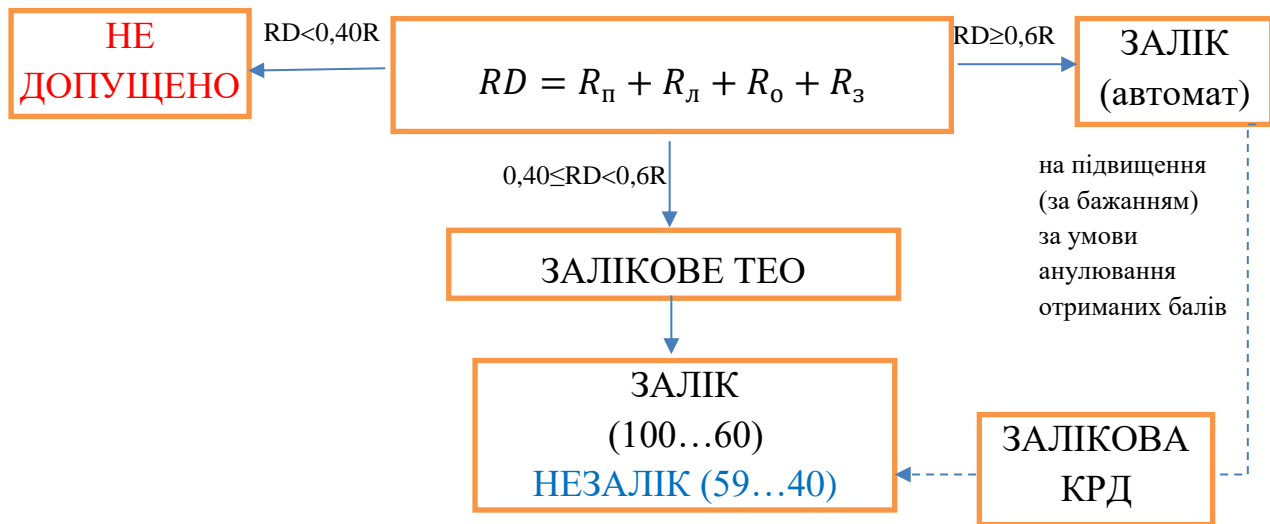 НЕ
ДОПУЩЕНО
RD<0,40R
RD = Rп + Rл + Rо + Rз
RD≥0,6R
ЗАЛІК
(автомат)
0,40≤RD<0,6R
на підвищення
(за бажанням)
за умови
анулювання
отриманих балів
ЗАЛІКОВЕ ТЕО
ЗАЛІК
(100…60)
НЕЗАЛІК (59…40)
ЗАЛІКОВА
КРД